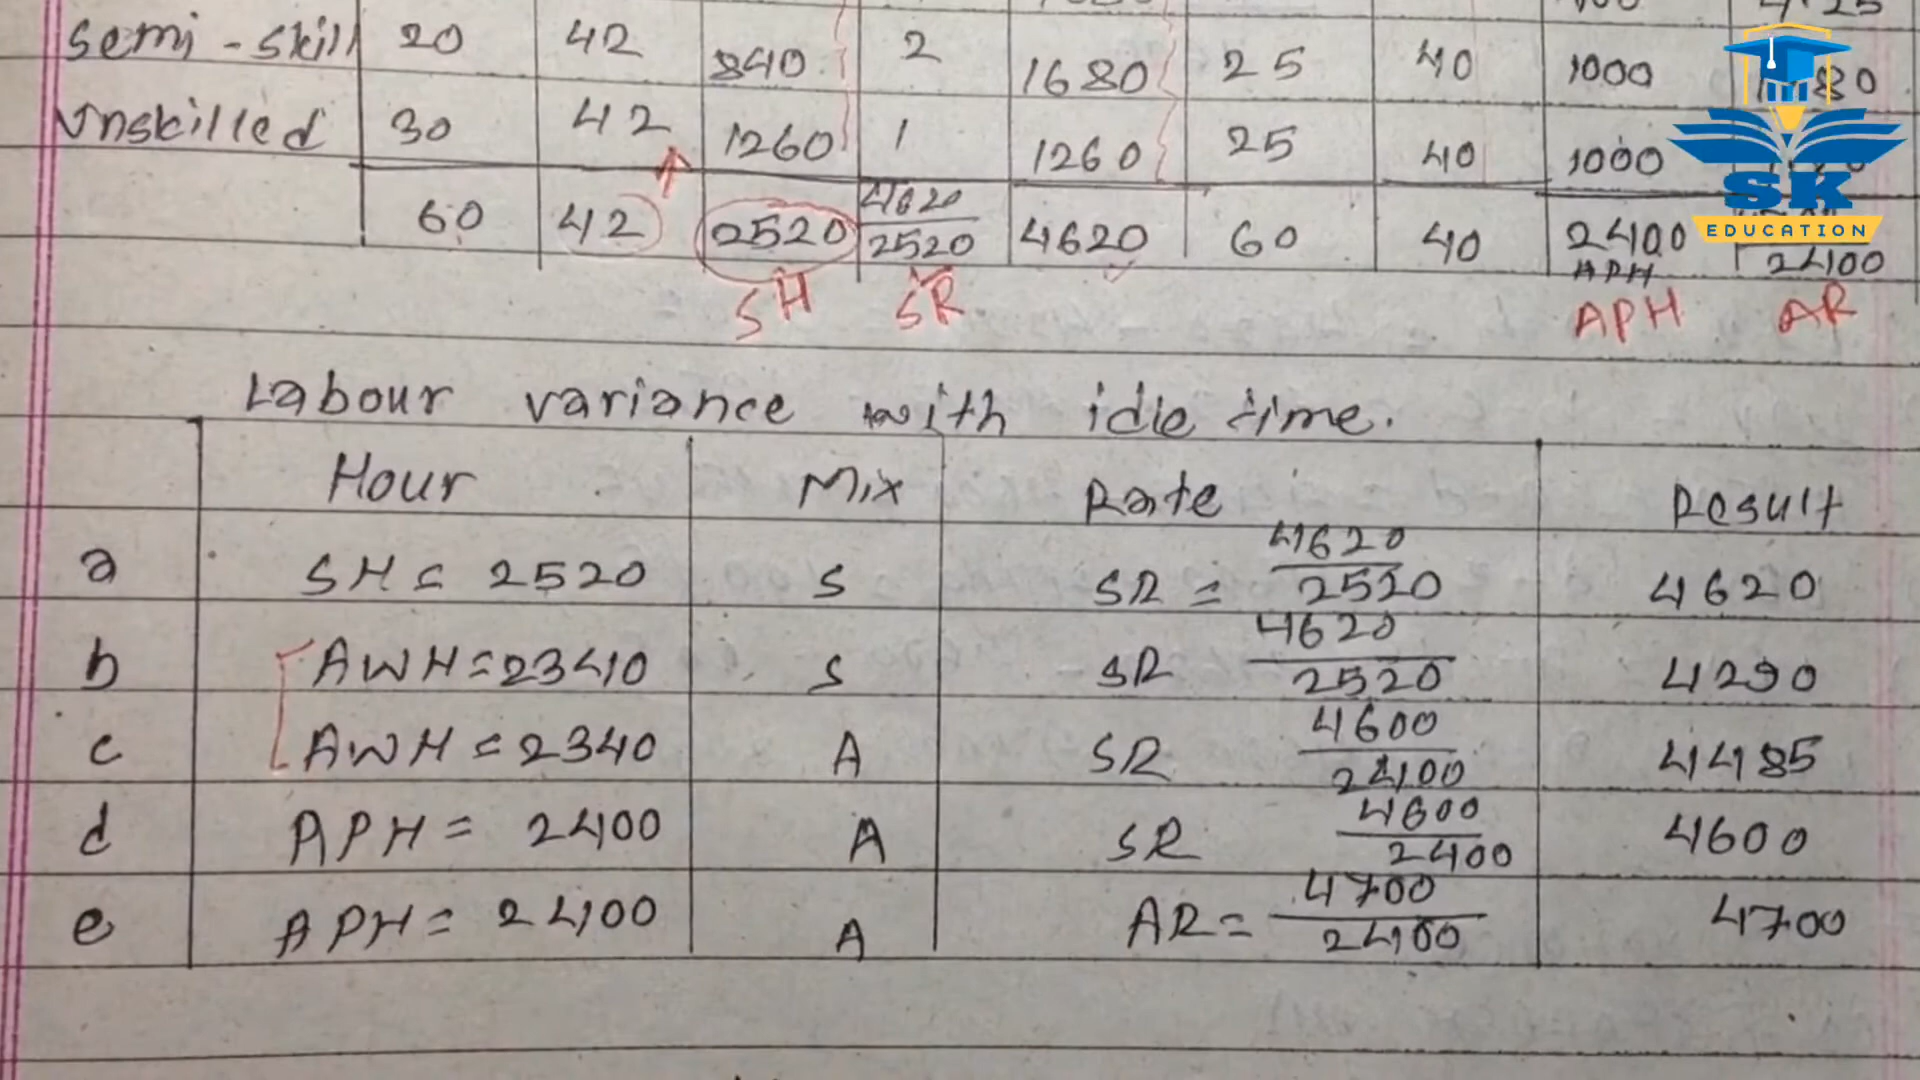 semi-skill 20 42 840 2 1680 25 40 1000
Unskilled 30 42 1260 1 1260 25 40 1000
60 42 2520 4620/2520 4620 60 40 2400 2400
APH
SH SR APH AR
SK
EDUCATION
Labour variance with idle time.
Hour Mix Rate Result
a SH = 2520 S SR = 4620/2520 4620
b AWH = 2340 S SR 4620/2520 4290
c AWH = 2340 A SR 4600/2400 4485
d APH = 2400 A SR 4600/2400 4600
e APH = 2400 A AR = 4700/2400 4700